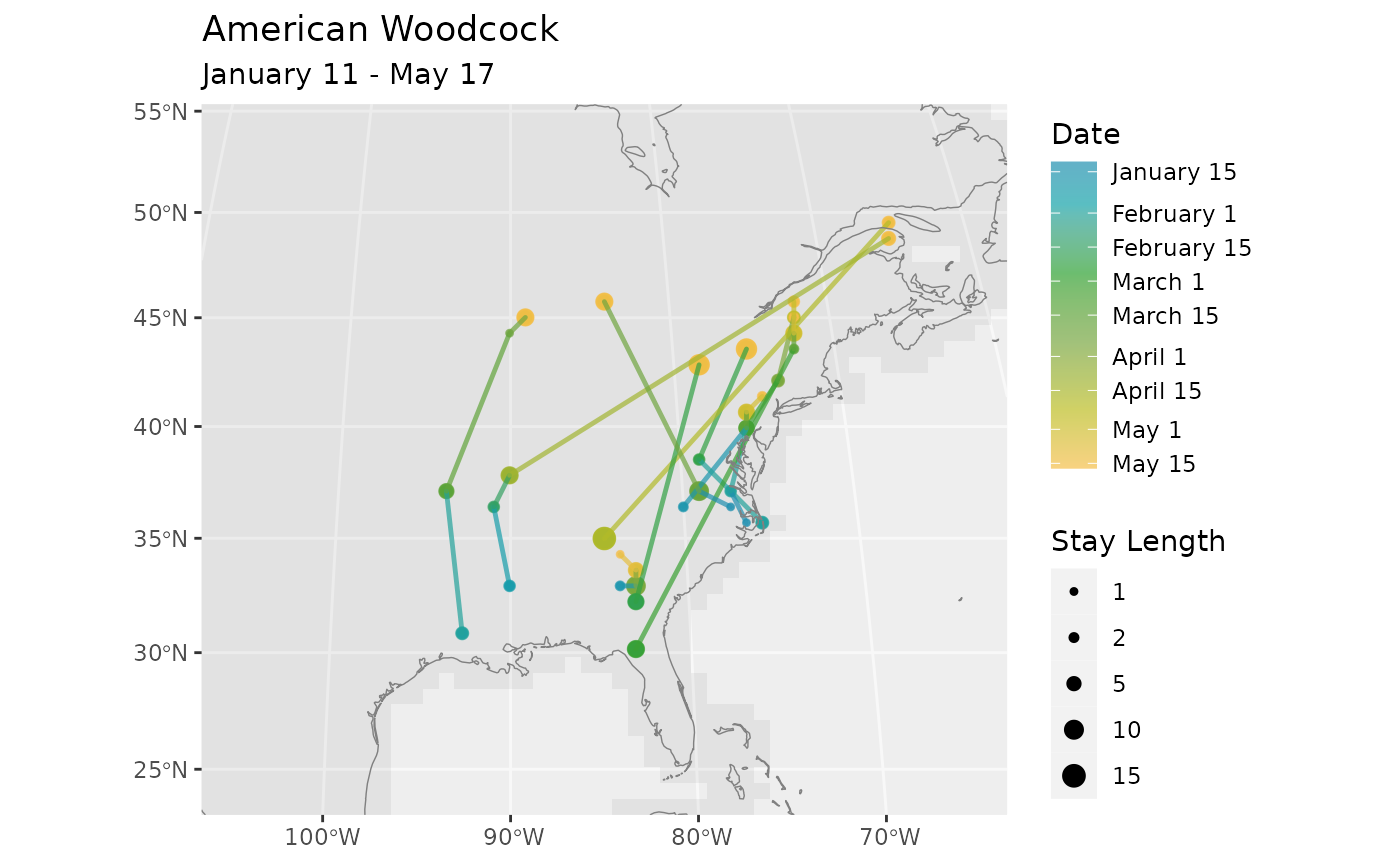 American Woodcock
January 11 - May 17
55°N
50°N
45°N
40°N
35°N
30°N
25°N
100°W
90°W
80°W
70°W
Date
January 15
February 1
February 15
March 1
March 15
April 1
April 15
May 1
May 15
Stay Length
1
2
5
10
15